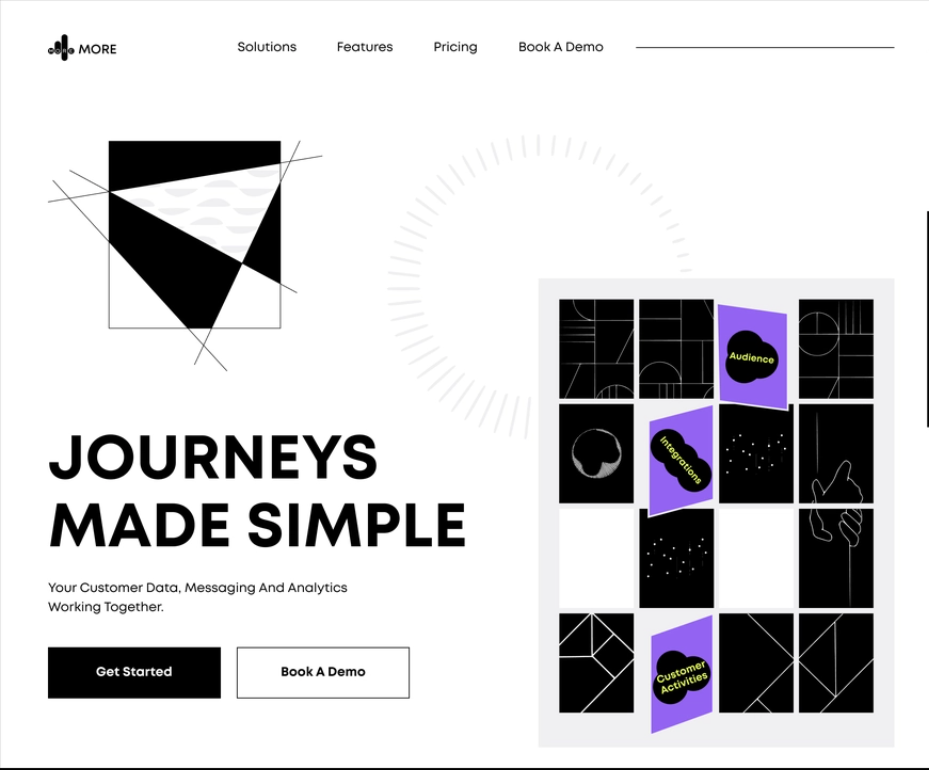 MORE MORE
Solutions Features Pricing Book A Demo
JOURNEYS
MADE SIMPLE
Your Customer Data, Messaging And Analytics
Working Together.
Get Started Book A Demo
Audience
Integrations
Customer
Activities